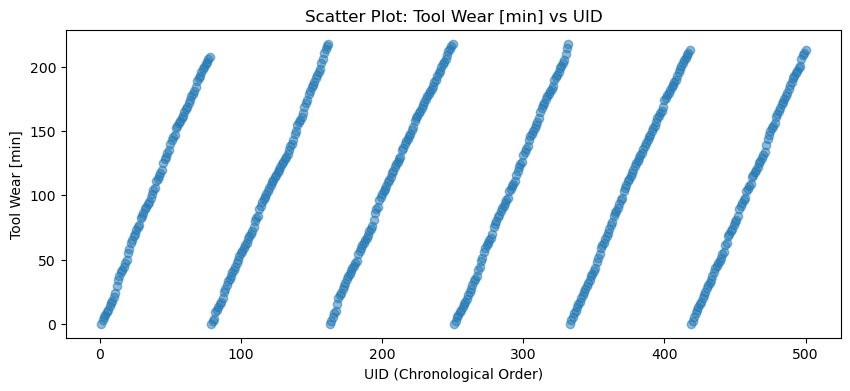 Scatter Plot: Tool Wear [min] vs UID
200
150
100
50
0
Tool Wear [min]
0 100 200 300 400 500
UID (Chronological Order)